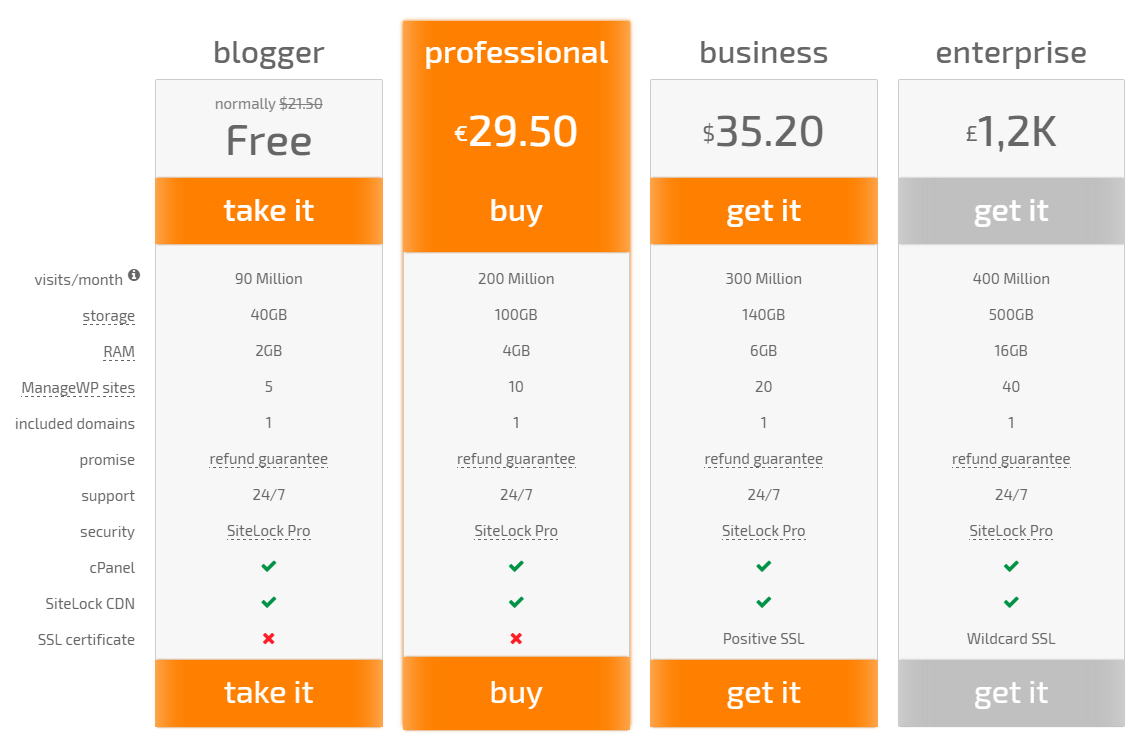 blogger professional business enterprise
normally $21.50
Free €29.50 $35.20 £1,2K
take it buy get it get it
visits/month 90 Million 200 Million 300 Million 400 Million
storage 40GB 100GB 140GB 500GB
RAM 2GB 4GB 6GB 16GB
ManageWP sites 5 10 20 40
included domains 1 1 1 1
promise refund guarantee refund guarantee refund guarantee refund guarantee
support 24/7 24/7 24/7 24/7
security SiteLock Pro SiteLock Pro SiteLock Pro SiteLock Pro
cPanel
SiteLock CDN
SSL certificate Positive SSL Wildcard SSL
take it buy get it get it